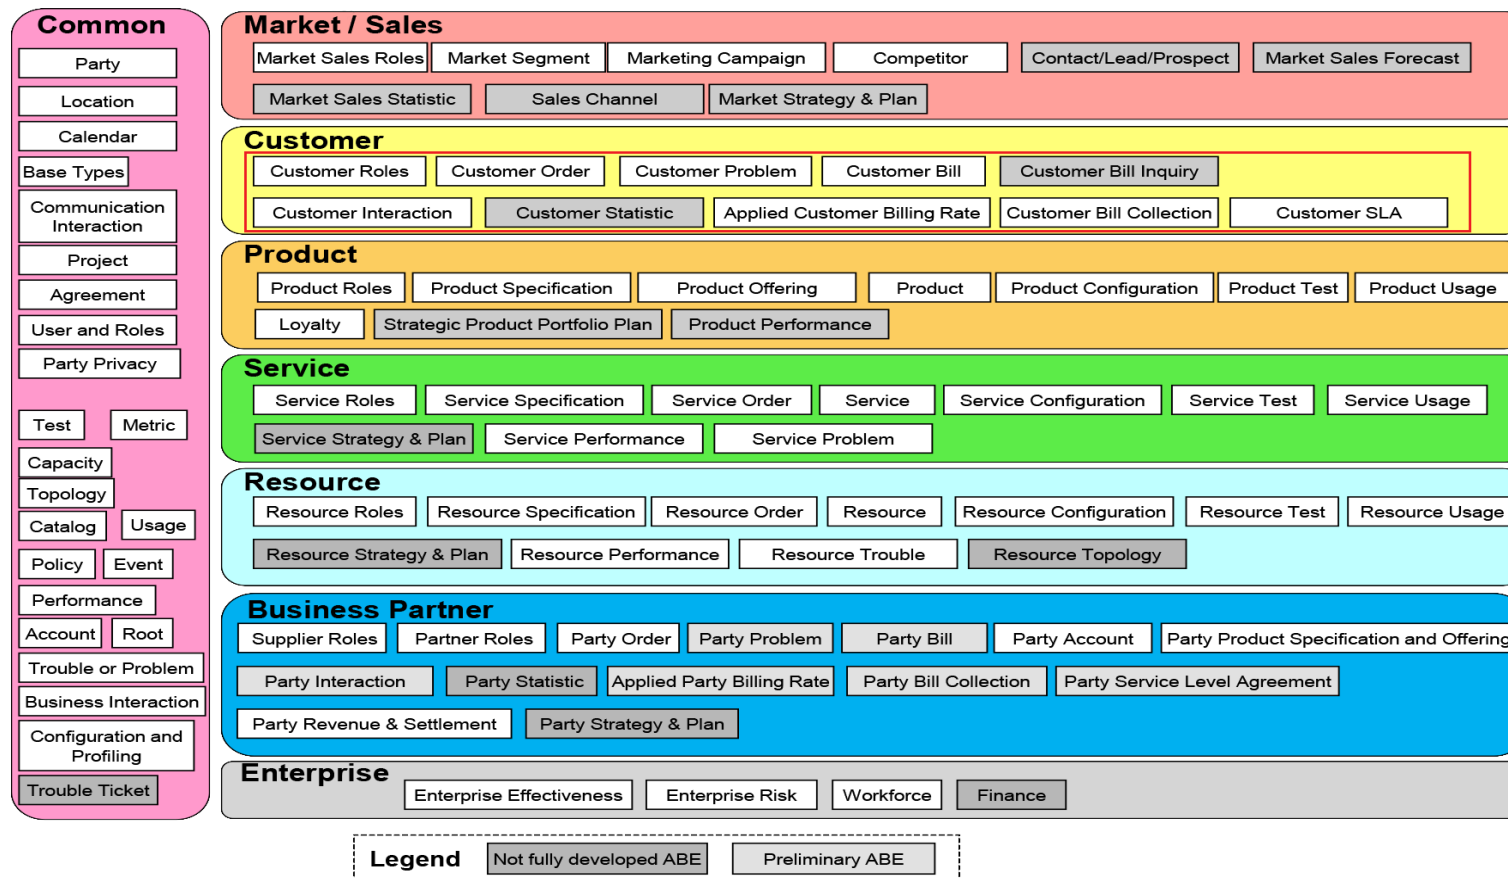 Common
Party
Location
Calendar
Base Types
Communication
Interaction
Project
Agreement
User and Roles
Party Privacy
Test Metric
Capacity
Topology
Catalog Usage
Policy Event
Performance
Account Root
Trouble or Problem
Business Interaction
Configuration and
Profiling
Trouble Ticket
Market / Sales
Market Sales Roles Market Segment Marketing Campaign Competitor Contact/Lead/Prospect Market Sales Forecast
Market Sales Statistic Sales Channel Market Strategy & Plan
Customer
Customer Roles Customer Order Customer Problem Customer Bill Customer Bill Inquiry
Customer Interaction Customer Statistic Applied Customer Billing Rate Customer Bill Collection Customer SLA
Product
Product Roles Product Specification Product Offering Product Product Configuration Product Test Product Usage
Loyalty Strategic Product Portfolio Plan Product Performance
Service
Service Roles Service Specification Service Order Service Service Configuration Service Test Service Usage
Service Strategy & Plan Service Performance Service Problem
Resource
Resource Roles Resource Specification Resource Order Resource Resource Configuration Resource Test Resource Usage
Resource Strategy & Plan Resource Performance Resource Trouble Resource Topology
Business Partner
Supplier Roles Partner Roles Party Order Party Problem Party Bill Party Account Party Product Specification and Offering
Party Interaction Party Statistic Applied Party Billing Rate Party Bill Collection Party Service Level Agreement
Party Revenue & Settlement Party Strategy & Plan
Enterprise
Enterprise Effectiveness Enterprise Risk Workforce Finance
Legend Not fully developed ABE Preliminary ABE